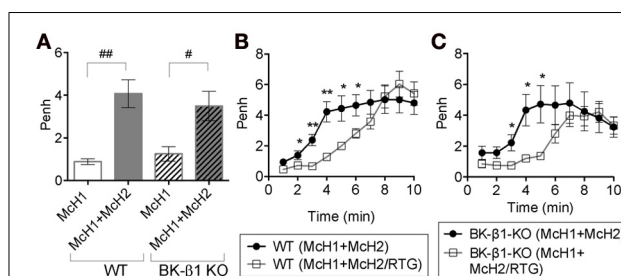 A
##
#
Penh
6
4
2
0
McH1
McH1+McH2
McH1
McH1+McH2
WT
BK-β1 KO
B
Penh
8
6
4
2
0
* ** ** * *
0 2 4 6 8 10
Time (min)
WT (McH1+McH2)
WT (McH1+McH2/RTG)
C
8
6
4
2
0
* * *
0 2 4 6 8 10
Time (min)
BK-β1-KO (McH1+McH2
BK-β1-KO (McH1+
McH2/RTG)